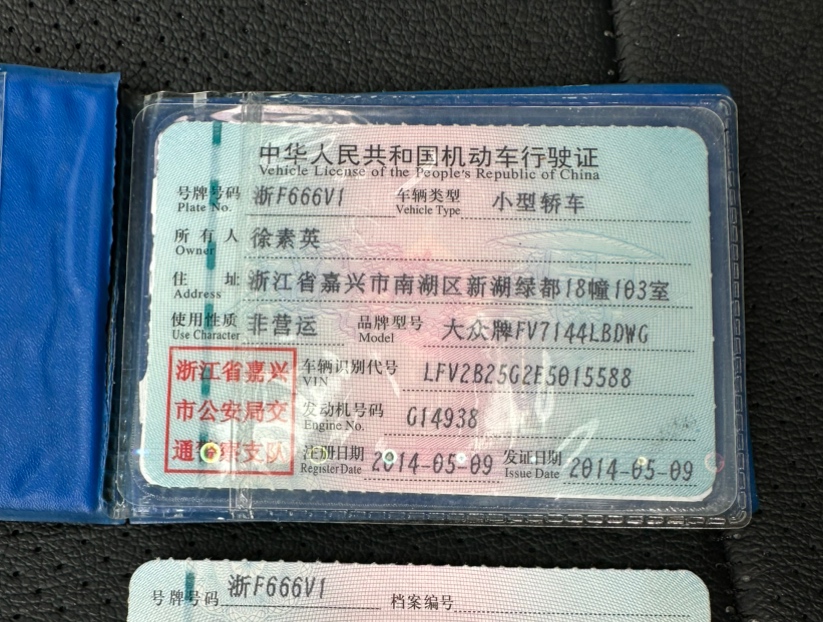 中华人民共和国机动车行驶证
Vehicle License of the People's Republic of China
号牌号码 浙F666V1 车辆类型 小型轿车
Plate No. Vehicle Type
所有人 徐素英
Owner
住址 浙江省嘉兴市南湖区新湖绿都18幢103室
Address
使用性质 非营运 品牌型号 大众牌FV7144LBDWG
Use Character Model
浙江省嘉兴
市公安局交
通警察支队
车辆识别代号 LFV2B25G2E5015588
VIN
发动机号码 G14938
Engine No.
注册日期 2014-05-09 发证日期 2014-05-09
Register Date Issue Date
号牌号码 浙F666V1 档案编号